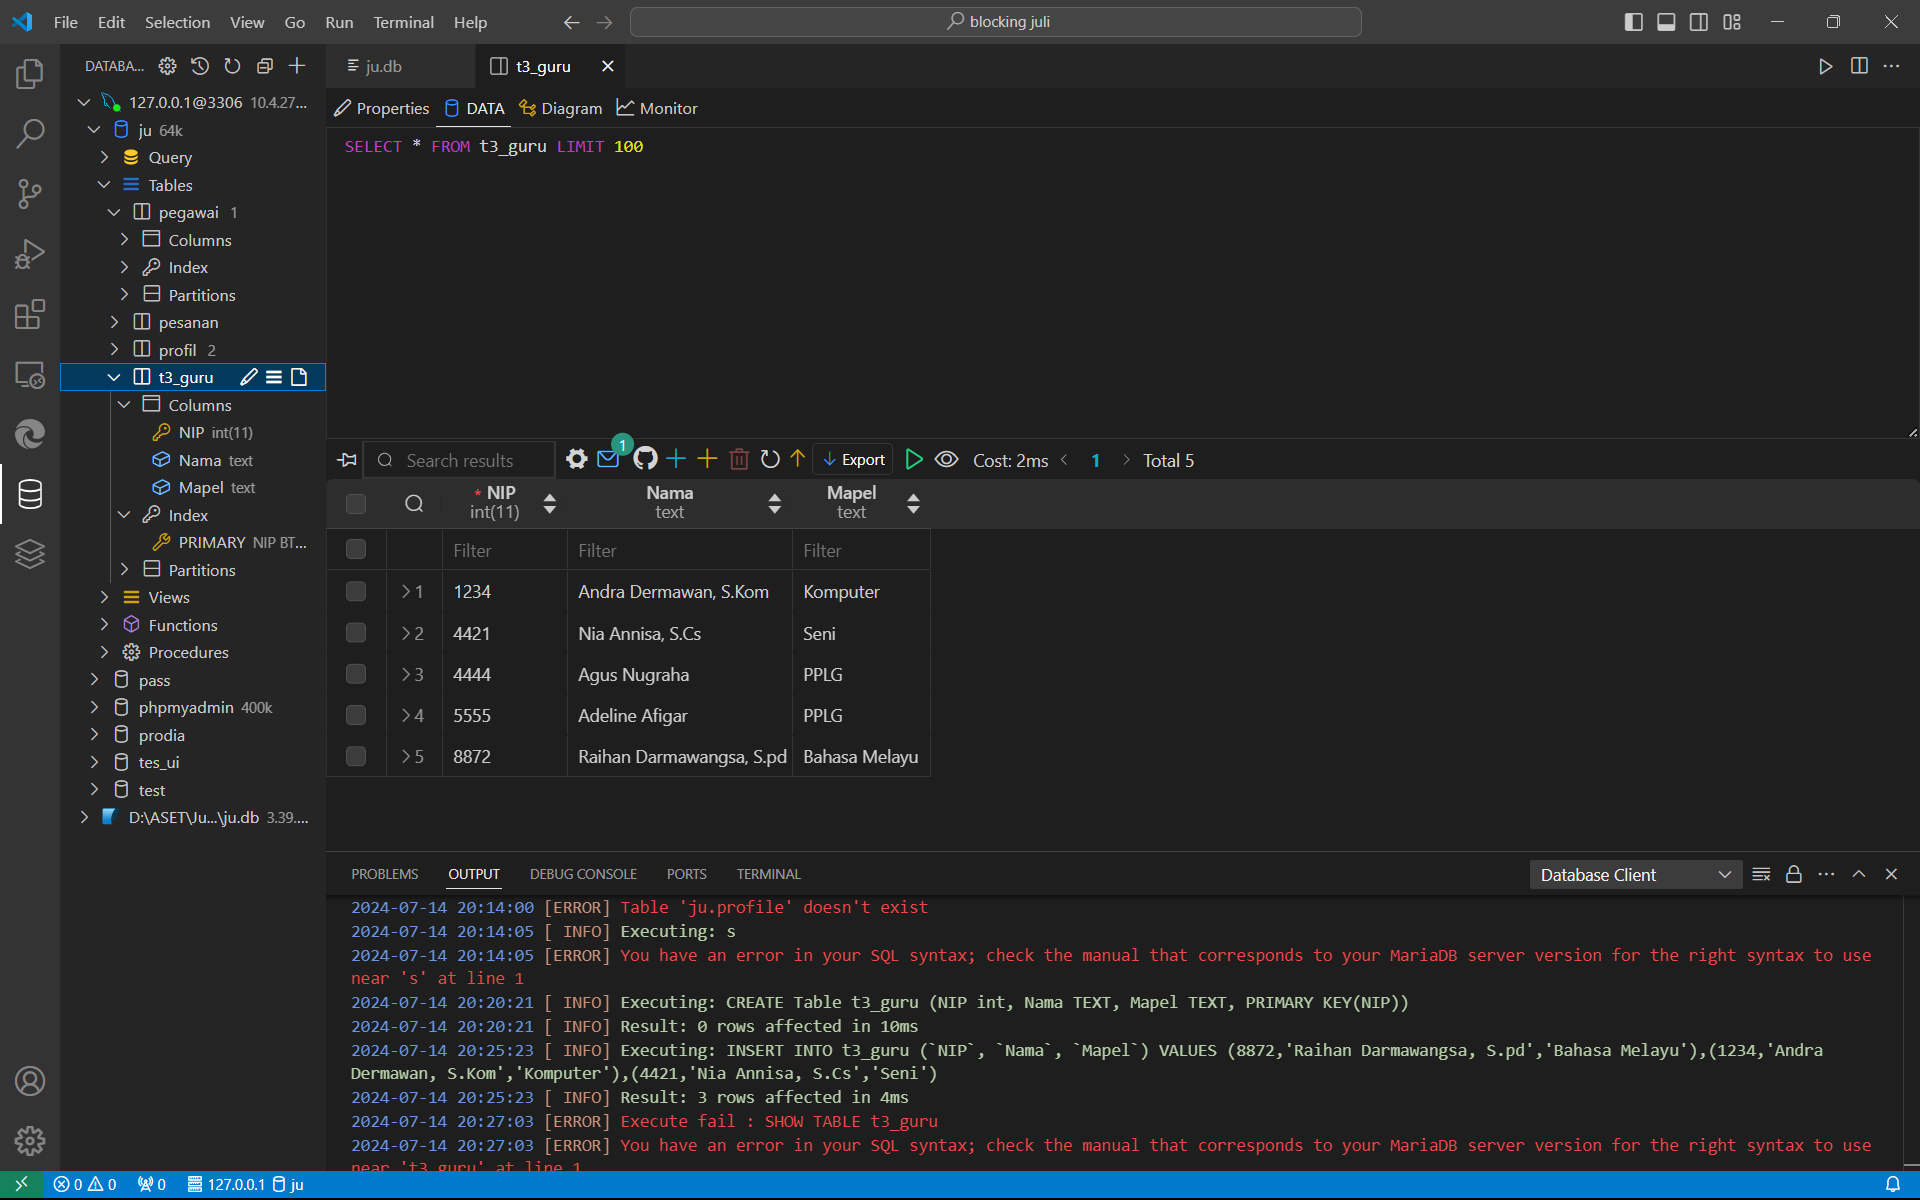 File Edit Selection View Go Run Terminal Help
blocking juli
DATABA...
ju.db
t3_guru
127.0.0.1@3306 10.4.27...
ju 64k
Query
Tables
pegawai 1
Columns
Index
Partitions
pesanan
profil 2
t3_guru
Columns
NIP int(11)
Nama text
Mapel text
Index
PRIMARY NIP BT...
Partitions
Views
Functions
Procedures
pass
phpmyadmin 400k
prodia
tes_ui
test
D:\ASET\Ju...\ju.db 3.39....
Properties DATA Diagram Monitor
SELECT * FROM t3_guru LIMIT 100
Search results 1 Export Cost: 2ms 1 Total 5
* NIP Nama Mapel
int(11) text text
Filter Filter Filter
1 1234 Andra Dermawan, S.Kom Komputer
2 4421 Nia Annisa, S.Cs Seni
3 4444 Agus Nugraha PPLG
4 5555 Adeline Afigar PPLG
5 8872 Raihan Darmawangsa, S.pd Bahasa Melayu
PROBLEMS OUTPUT DEBUG CONSOLE PORTS TERMINAL
Database Client
2024-07-14 20:14:00 [ERROR] Table 'ju.profile' doesn't exist
2024-07-14 20:14:05 [ INFO] Executing: s
2024-07-14 20:14:05 [ERROR] You have an error in your SQL syntax; check the manual that corresponds to your MariaDB server version for the right syntax to use
near 's' at line 1
2024-07-14 20:20:21 [ INFO] Executing: CREATE Table t3_guru (NIP int, Nama TEXT, Mapel TEXT, PRIMARY KEY(NIP))
2024-07-14 20:20:21 [ INFO] Result: 0 rows affected in 10ms
2024-07-14 20:25:23 [ INFO] Executing: INSERT INTO t3_guru (`NIP`, `Nama`, `Mapel`) VALUES (8872,'Raihan Darmawangsa, S.pd','Bahasa Melayu'),(1234,'Andra
Dermawan, S.Kom','Komputer'),(4421,'Nia Annisa, S.Cs','Seni')
2024-07-14 20:25:23 [ INFO] Result: 3 rows affected in 4ms
2024-07-14 20:27:03 [ERROR] Execute fail : SHOW TABLE t3_guru
2024-07-14 20:27:03 [ERROR] You have an error in your SQL syntax; check the manual that corresponds to your MariaDB server version for the right syntax to use
near 't3_guru' at line 1
0 0 0 127.0.0.1 ju